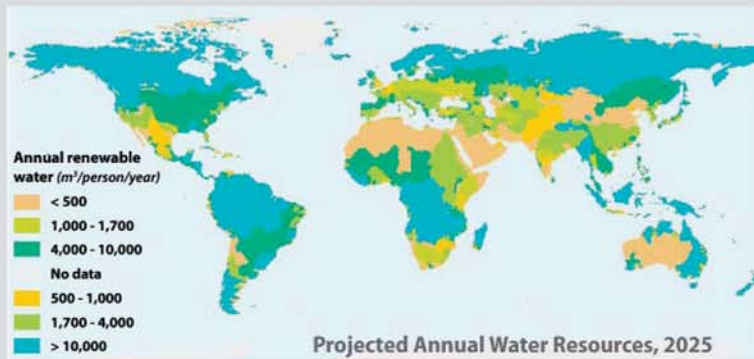 Annual renewable
water (m³/person/year)
< 500
1,000 - 1,700
4,000 - 10,000
No data
500 - 1,000
1,700 - 4,000
> 10,000
Projected Annual Water Resources, 2025